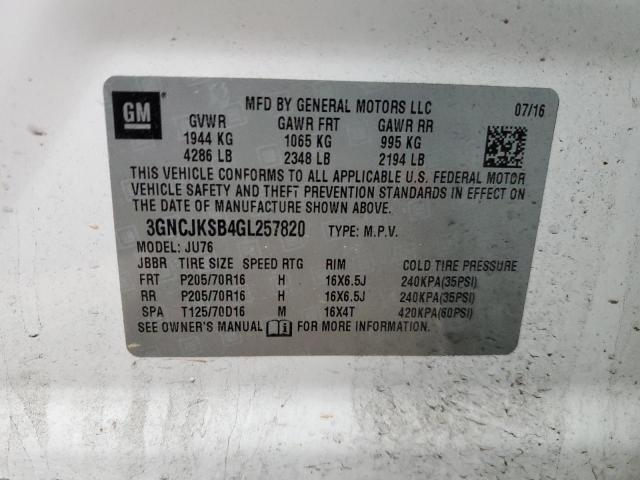 GM
MFD BY GENERAL MOTORS LLC 07/16
GVWR GAWR FRT GAWR RR
1944 KG 1065 KG 995 KG
4286 LB 2348 LB 2194 LB
THIS VEHICLE CONFORMS TO ALL APPLICABLE U.S. FEDERAL MOTOR
VEHICLE SAFETY AND THEFT PREVENTION STANDARDS IN EFFECT ON
THE DATE OF MANUFACTURE SHOWN ABOVE.
3GNCJKSB4GL257820 TYPE: M.P.V.
MODEL: JU76
JBBR TIRE SIZE SPEED RTG RIM COLD TIRE PRESSURE
FRT P205/70R16 H 16X6.5J 240KPA(35PSI)
RR P205/70R16 H 16X6.5J 240KPA(35PSI)
SPA T125/70D16 M 16X4T 420KPA(60PSI)
SEE OWNER'S MANUAL FOR MORE INFORMATION.